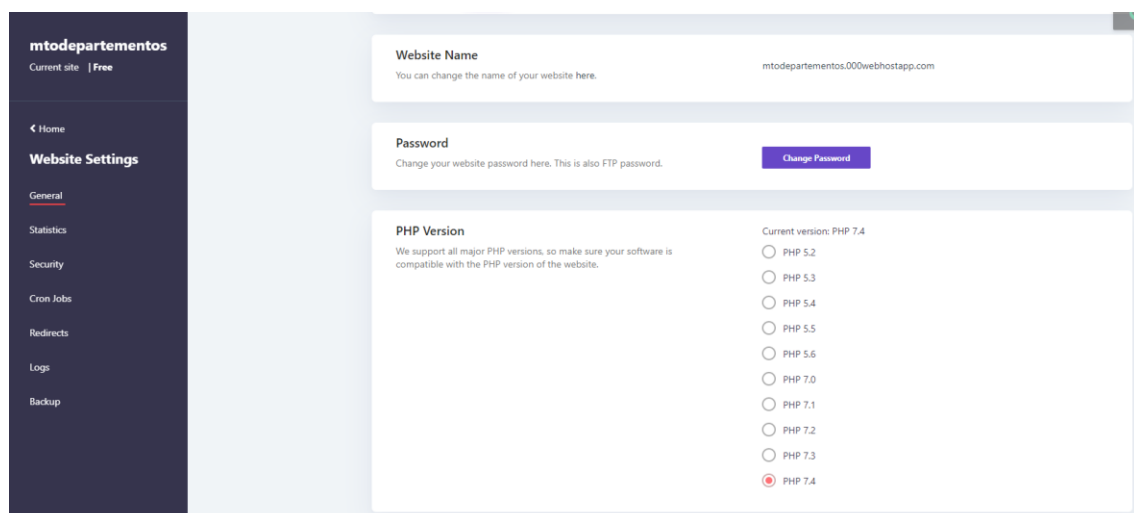 mtodepartementos
Current site | Free
Home
Website Settings
General
Statistics
Security
Cron Jobs
Redirects
Logs
Backup
Website Name
You can change the name of your website here.
mtodepartementos.000webhostapp.com
Password
Change your website password here. This is also FTP password.
Change Password
PHP Version
We support all major PHP versions, so make sure your software is
compatible with the PHP version of the website.
Current version: PHP 7.4
PHP 5.2
PHP 5.3
PHP 5.4
PHP 5.5
PHP 5.6
PHP 7.0
PHP 7.1
PHP 7.2
PHP 7.3
PHP 7.4